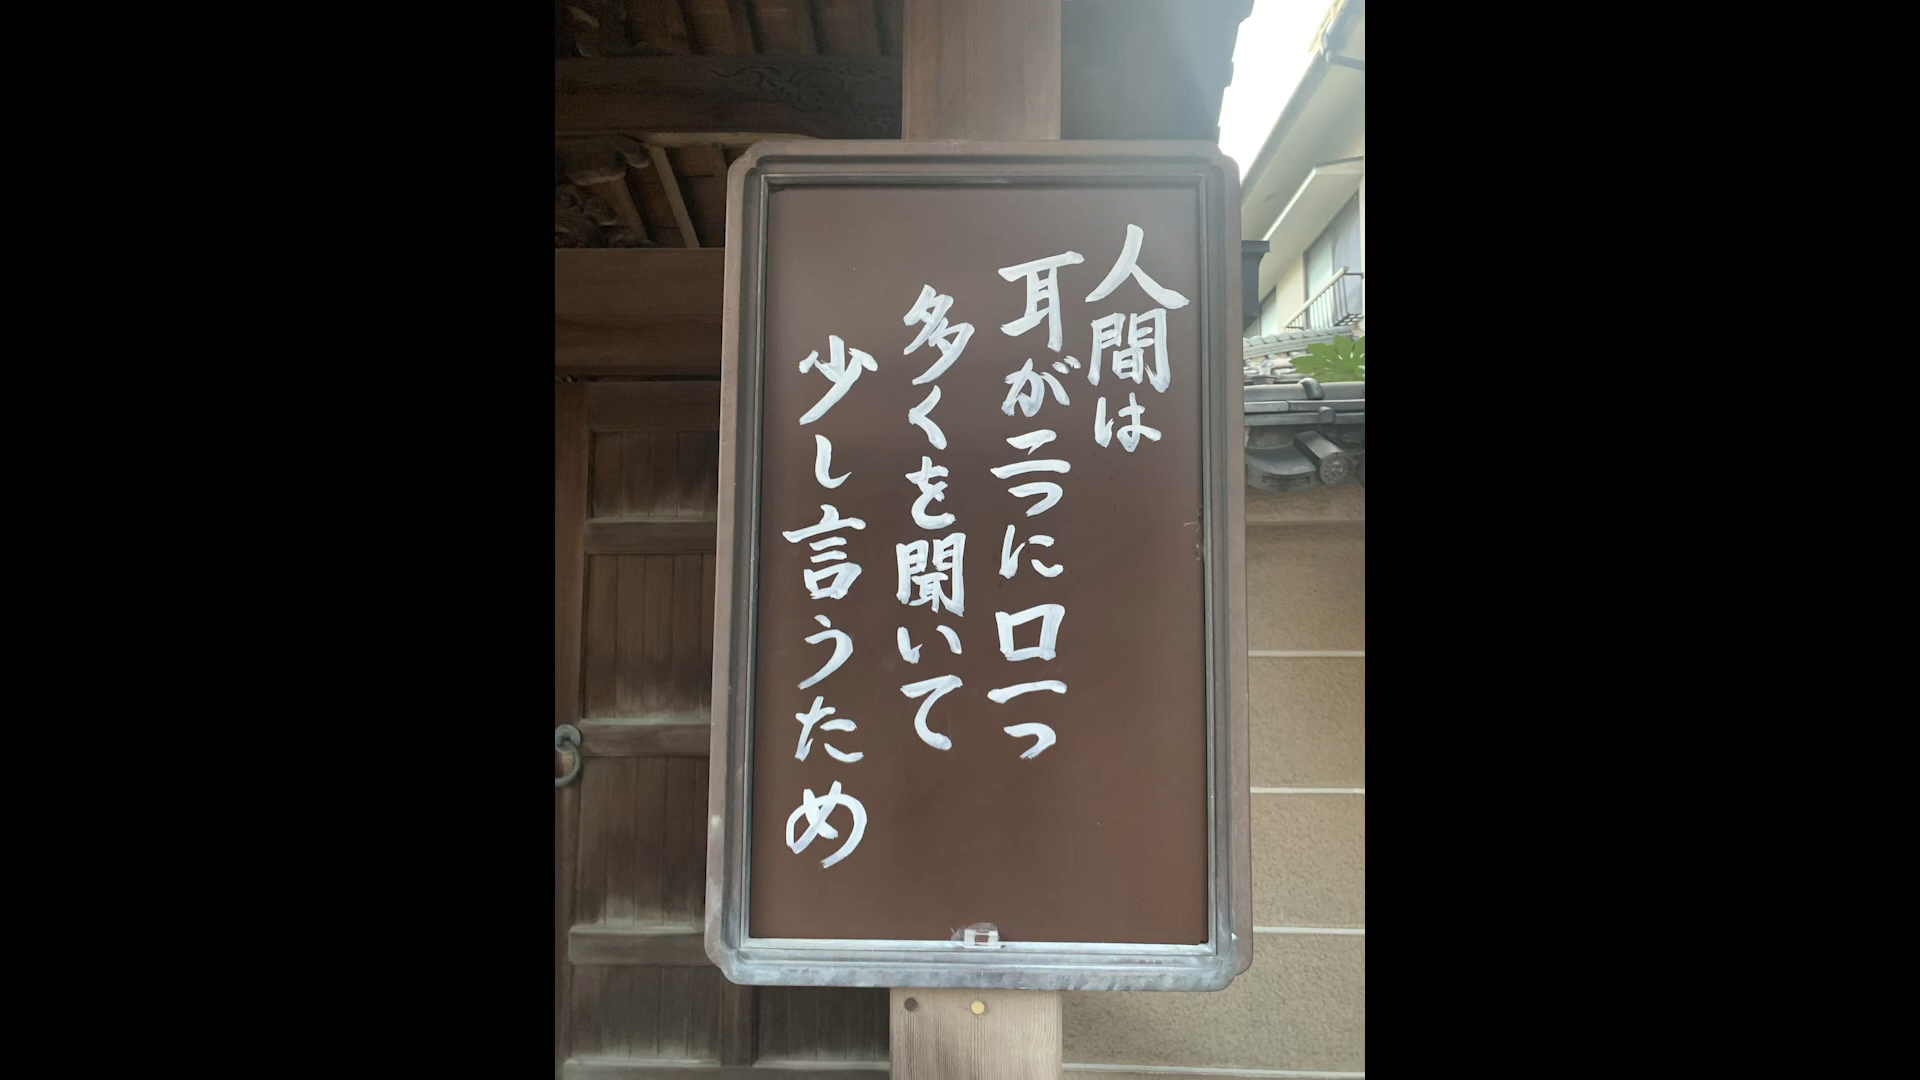 人間は
耳が二つに口一つ
多くを聞いて
少し言うため